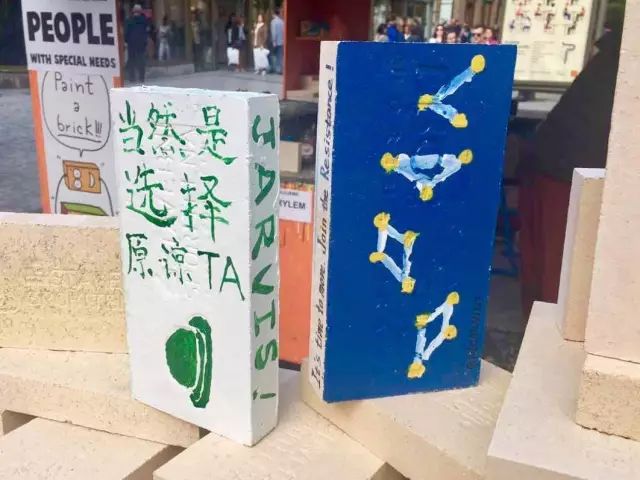 PEOPLE
WITH SPECIAL NEEDS
Paint
a
brick!!!
当然是
选择
原谅TA
JARVIS!
It's time to move. Join the Resistance!
XYLEM